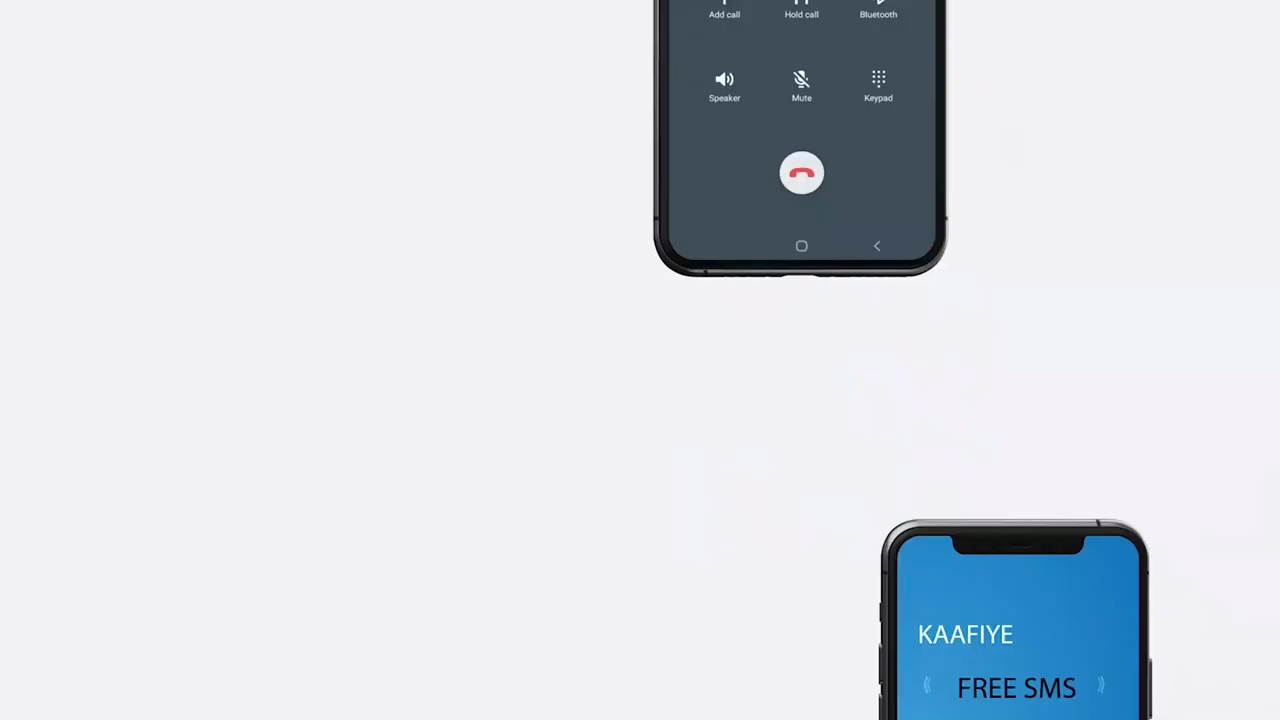 Add call Hold call Bluetooth
Speaker Mute Keypad
KAAFIYE
FREE SMS